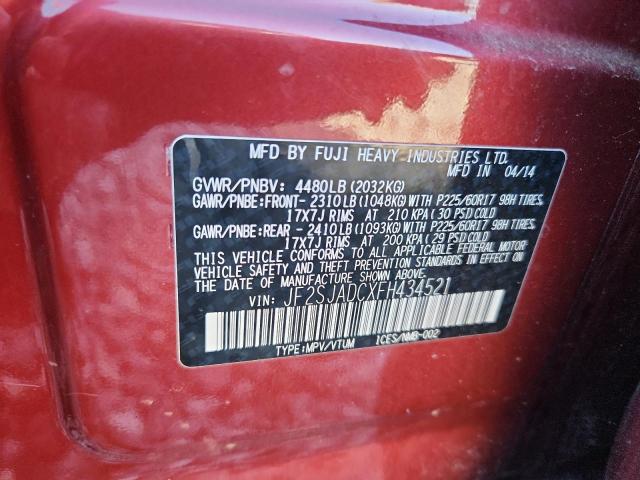 MFD BY FUJI HEAVY INDUSTRIES LTD.
MFD IN 04/14
GVWR/PNBV: 4480LB (2032KG)
GAWR/PNBE:FRONT- 2310LB (1048KG) WITH P225/60R17 98H TIRES,
17X7J RIMS AT 210 KPA (30 PSI) COLD
GAWR/PNBE:REAR - 2410LB (1093KG) WITH P225/60R17 98H TIRES,
17X7J RIMS AT 200 KPA (29 PSI) COLD
THIS VEHICLE CONFORMS TO ALL APPLICABLE FEDERAL MOTOR
VEHICLE SAFETY AND THEFT PREVENTION STANDARDS IN EFFECT ON
THE DATE OF MANUFACTURE SHOWN ABOVE.
VIN: JF2SJADCXFH434521
TYPE:MPV/VTUM ICES/NMB-002